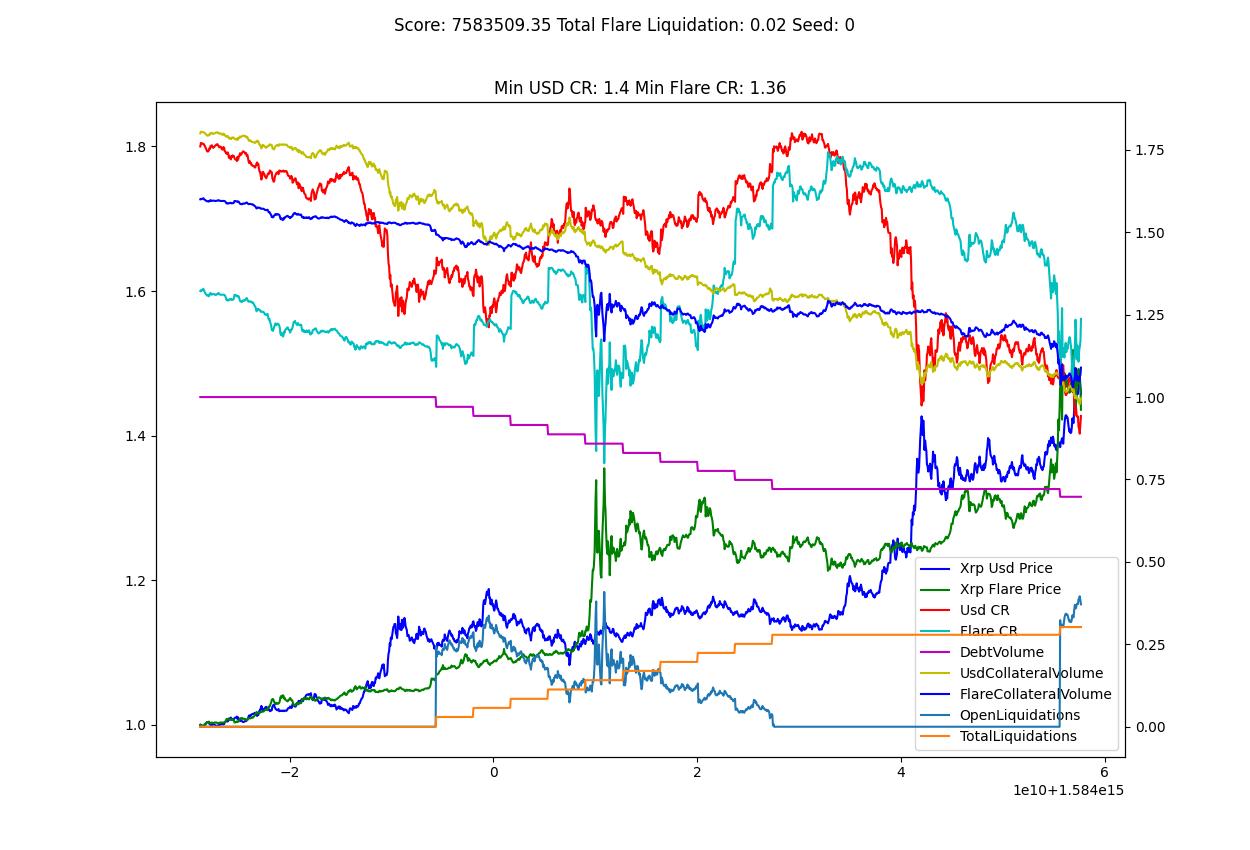 Score: 7583509.35 Total Flare Liquidation: 0.02 Seed: 0
Min USD CR: 1.4 Min Flare CR: 1.36
1.8
1.6
1.4
1.2
1.0
1.75
1.50
1.25
1.00
0.75
0.50
0.25
0.00
Xrp Usd Price
Xrp Flare Price
Usd CR
Flare CR
DebtVolume
UsdCollateralVolume
FlareCollateralVolume
OpenLiquidations
TotalLiquidations
−2 0 2 4 6
1e10+1.584e15